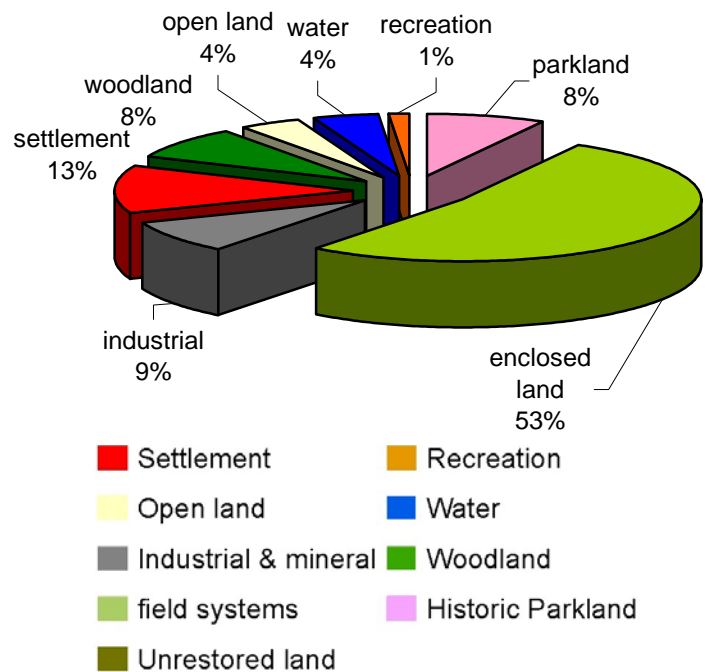 open land
4%
water
4%
recreation
1%
parkland
8%
woodland
8%
settlement
13%
industrial
9%
enclosed
land
53%
Settlement
Recreation
Open land
Water
Industrial & mineral
Woodland
field systems
Historic Parkland
Unrestored land